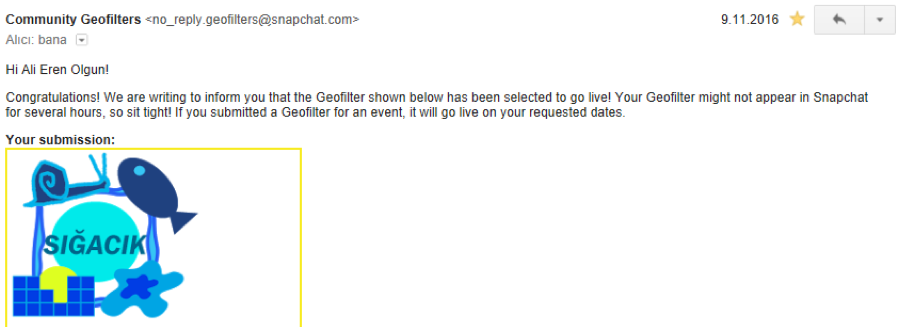 Community Geofilters <no_reply.geofilters@snapchat.com>
9.11.2016
Alıcı: bana
Hi Ali Eren Olgun!
Congratulations! We are writing to inform you that the Geofilter shown below has been selected to go live! Your Geofilter might not appear in Snapchat
for several hours, so sit tight! If you submitted a Geofilter for an event, it will go live on your requested dates.
Your submission:
SIĞACIK